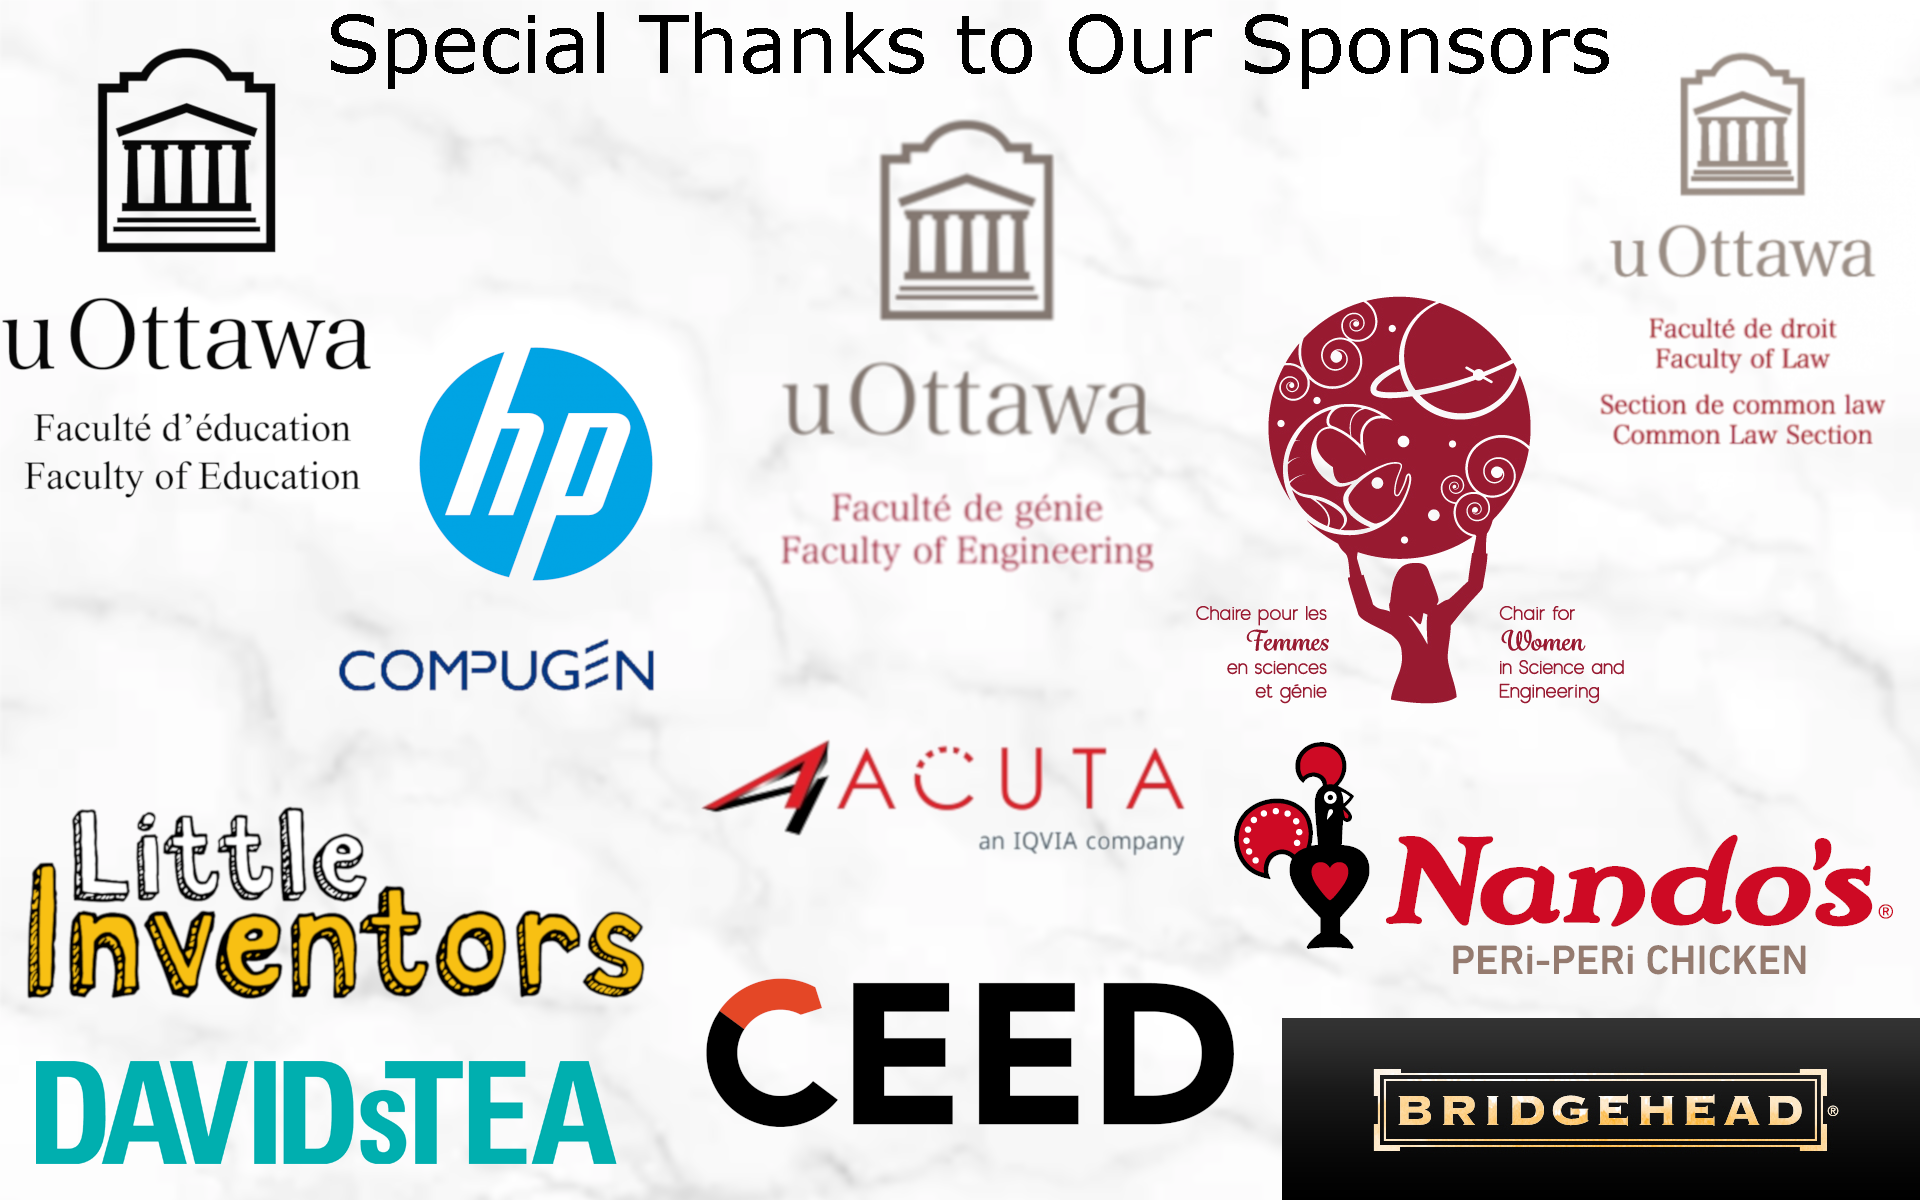 Special Thanks to Our Sponsors
uOttawa
Faculté d’éducation
Faculty of Education
hp
COMPUGEN
uOttawa
Faculté de génie
Faculty of Engineering
uOttawa
Faculté de droit
Faculty of Law
Section de common law
Common Law Section
Chaire pour les
Femmes
en sciences
et génie
Chair for
Women
in Science and
Engineering
ACUTA
an IQVIA company
Nando's®
PERi-PERi CHICKEN
Little
Inventors
DAVIDsTEA
CEED
BRIDGEHEAD®